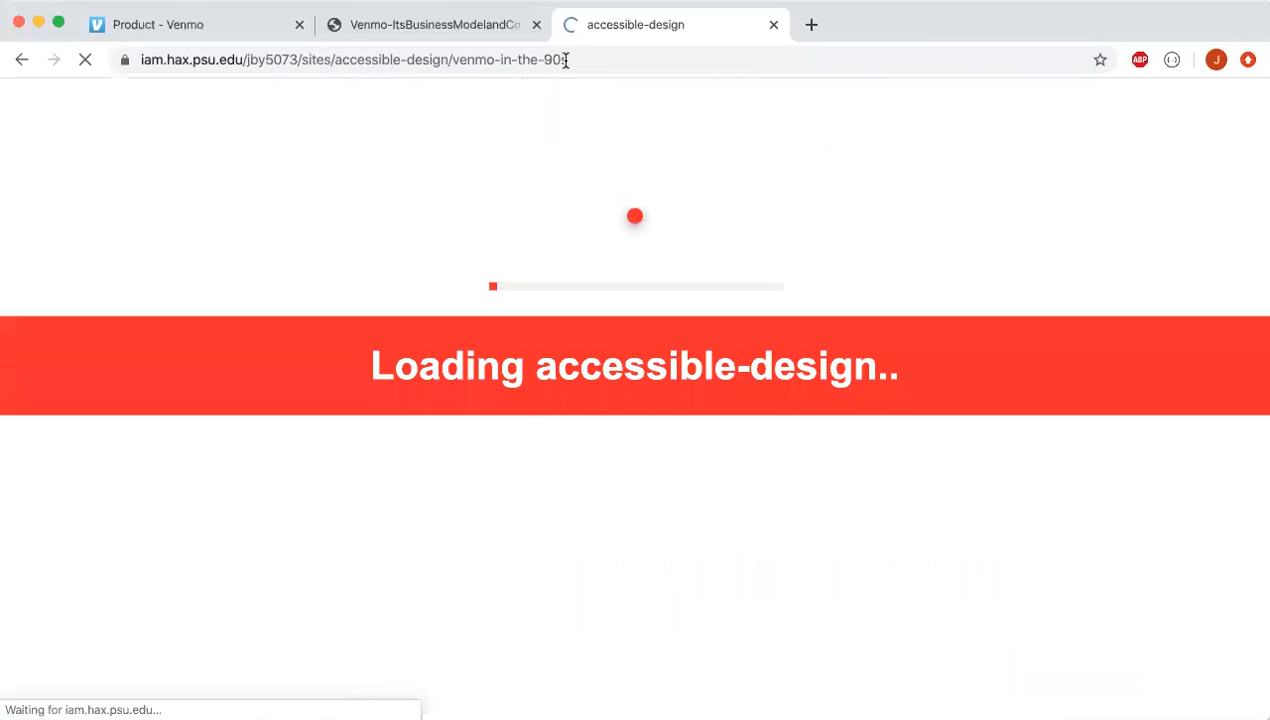 Product - Venmo
Venmo-ItsBusinessModelandCo
accessible-design
iam.hax.psu.edu/jby5073/sites/accessible-design/venmo-in-the-90s
ABP
J
Loading accessible-design..
Waiting for iam.hax.psu.edu...